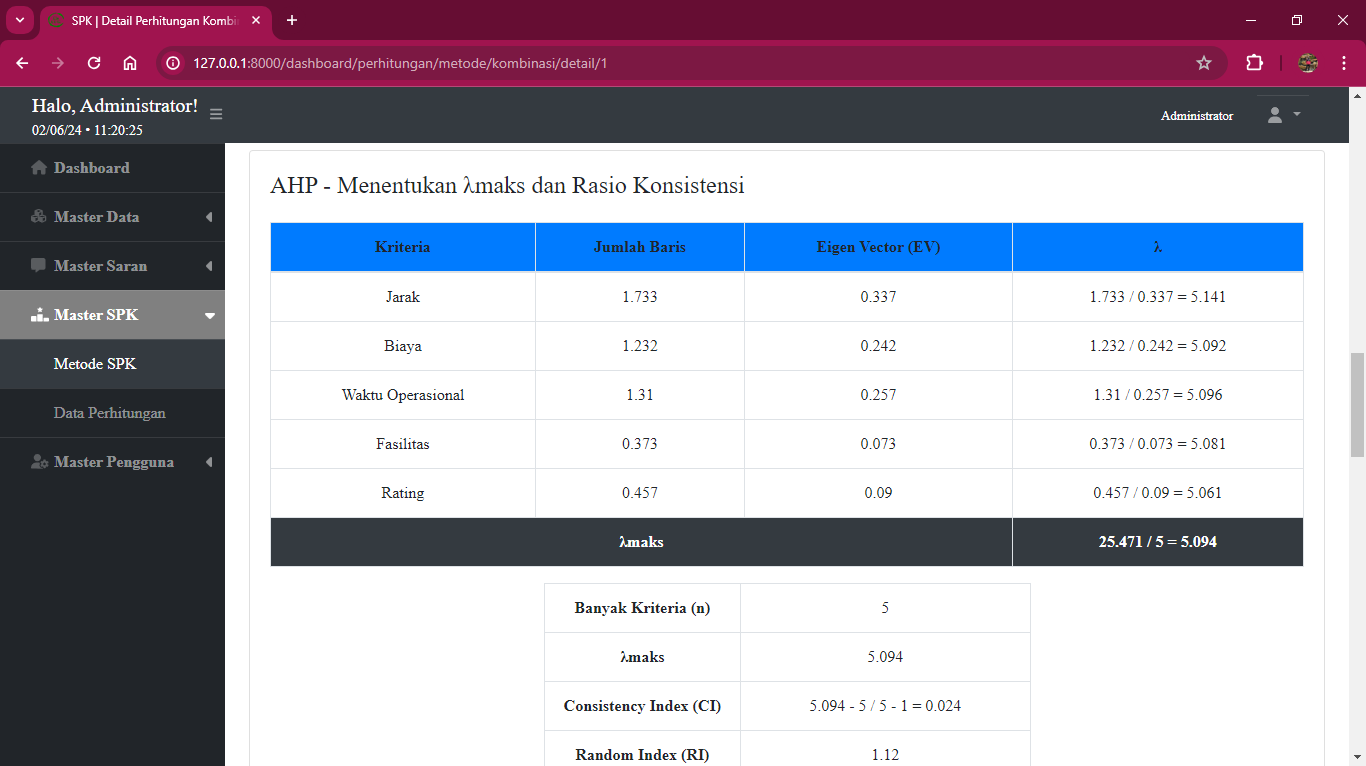 SPK | Detail Perhitungan Kombi
127.0.0.1:8000/dashboard/perhitungan/metode/kombinasi/detail/1
Halo, Administrator!
02/06/24 • 11:20:25
Administrator
Dashboard
Master Data
Master Saran
Master SPK
Metode SPK
Data Perhitungan
Master Pengguna
AHP - Menentukan λmaks dan Rasio Konsistensi
Kriteria Jumlah Baris Eigen Vector (EV) λ
Jarak 1.733 0.337 1.733 / 0.337 = 5.141
Biaya 1.232 0.242 1.232 / 0.242 = 5.092
Waktu Operasional 1.31 0.257 1.31 / 0.257 = 5.096
Fasilitas 0.373 0.073 0.373 / 0.073 = 5.081
Rating 0.457 0.09 0.457 / 0.09 = 5.061
λmaks 25.471 / 5 = 5.094
Banyak Kriteria (n) 5
λmaks 5.094
Consistency Index (CI) 5.094 - 5 / 5 - 1 = 0.024
Random Index (RI) 1.12